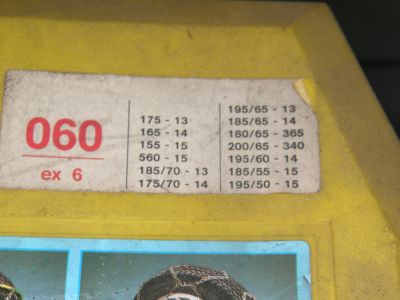 060
ex 6
175 - 13
165 - 14
155 - 15
560 - 15
185/70 - 13
175/70 - 14
195/65 - 13
185/65 - 14
180/65 - 365
200/65 - 340
195/60 - 14
185/55 - 15
195/50 - 15